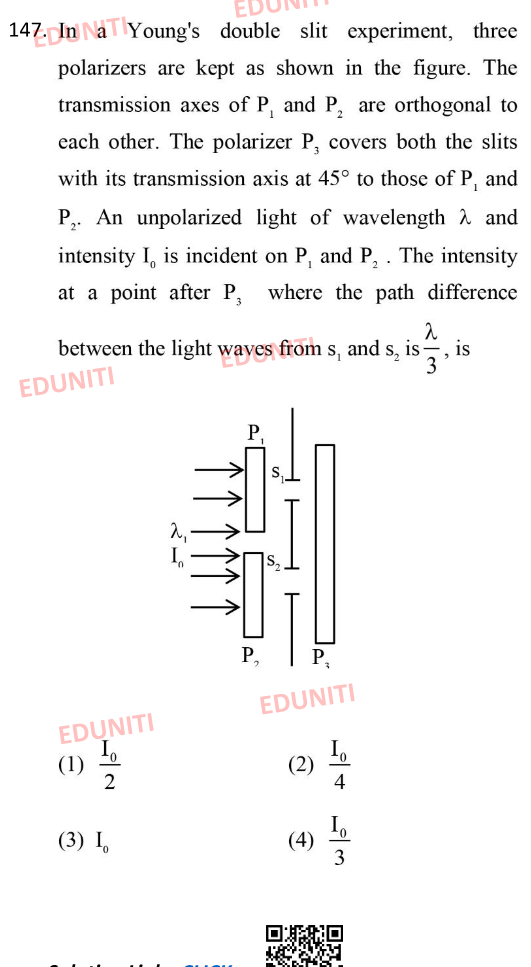 EDUNITI
147. In a Young's double slit experiment, three
EDUNITI
polarizers are kept as shown in the figure. The
transmission axes of P₁ and P₂ are orthogonal to
each other. The polarizer P₃ covers both the slits
with its transmission axis at 45° to those of P₁ and
P₂. An unpolarized light of wavelength λ and
intensity I₀ is incident on P₁ and P₂ . The intensity
at a point after P₃ where the path difference
between the light waves from s₁ and s₂ is λ/3, is
EDUNITI
EDUNITI
P₁
S₁
λ₁
I₀
S₂
P₂
P₃
EDUNITI
EDUNITI
(1) I₀/2
(2) I₀/4
(3) I₀
(4) I₀/3